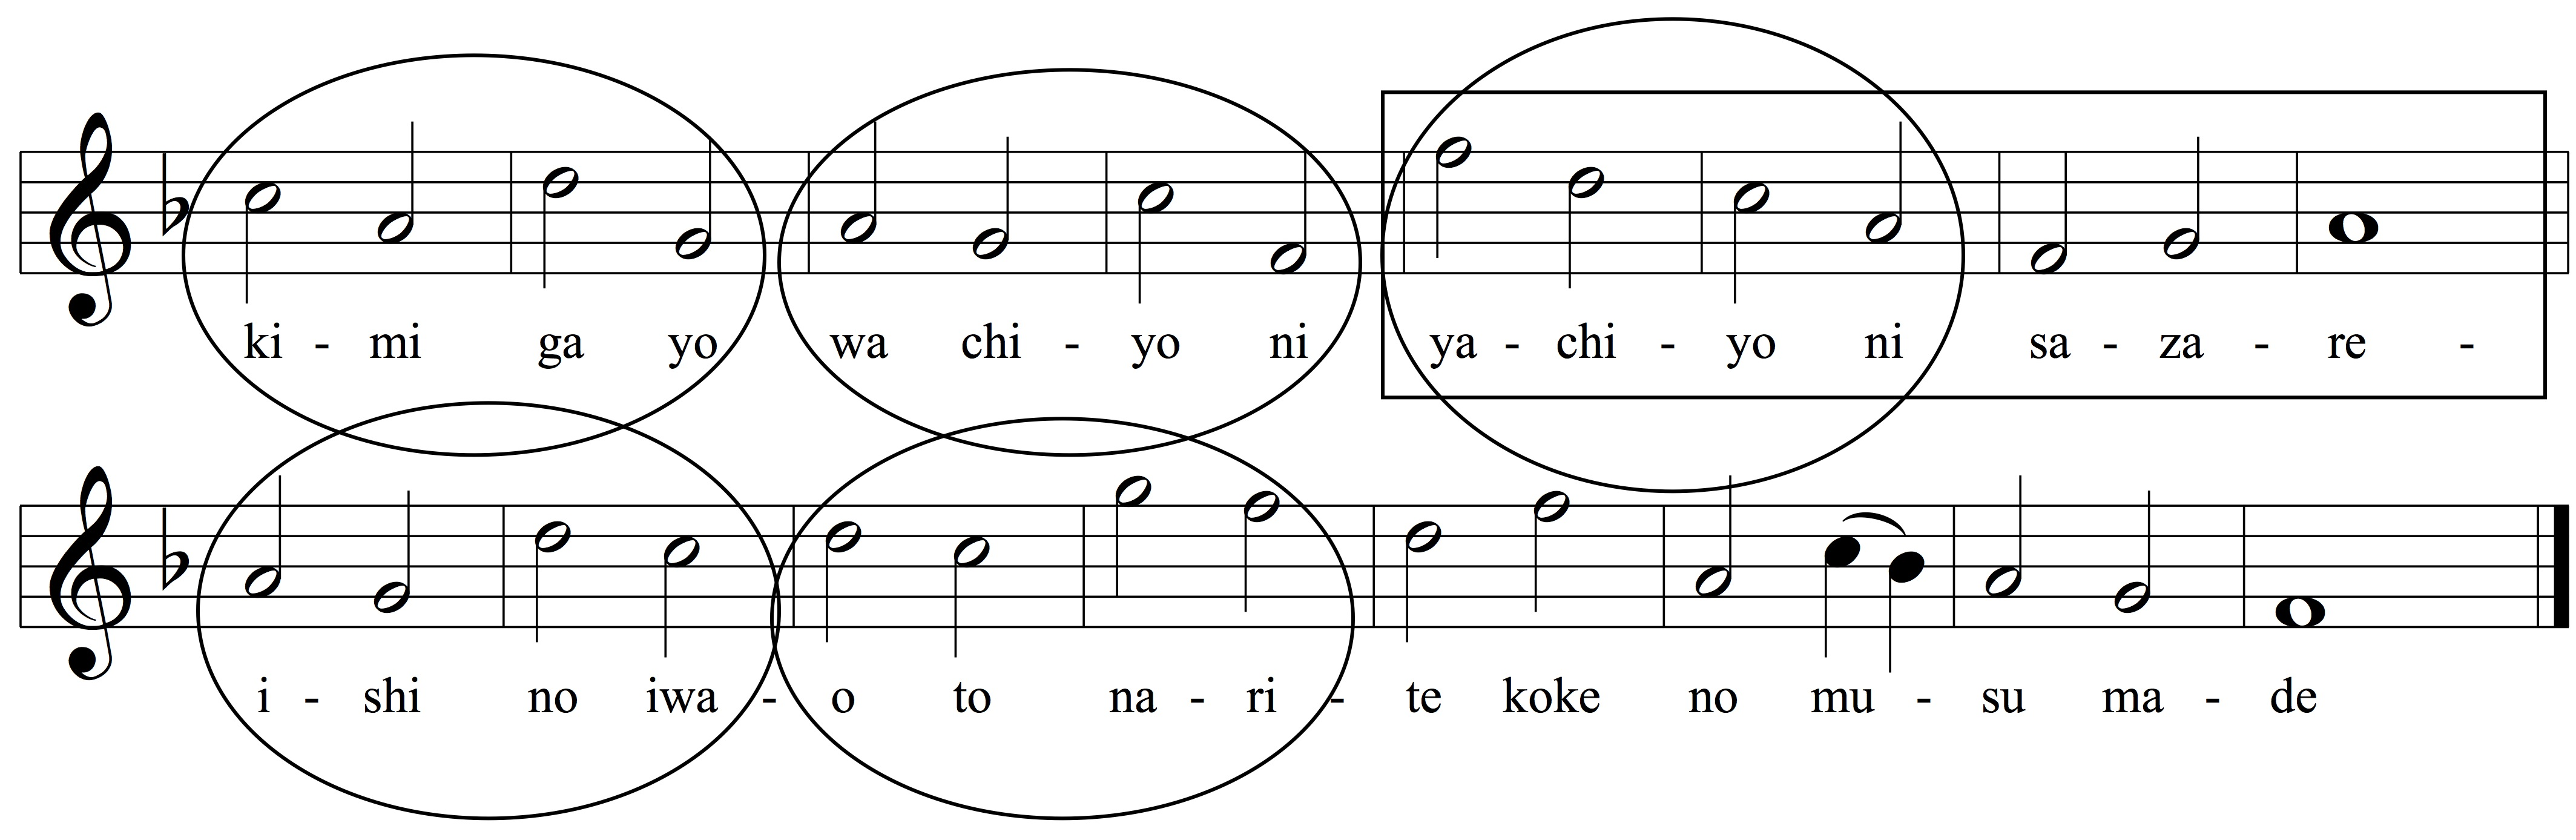 ki - mi ga yo wa chi - yo ni ya - chi - yo ni sa - za - re -
i - shi no iwa - o to na - ri - te koke no mu - su ma - de